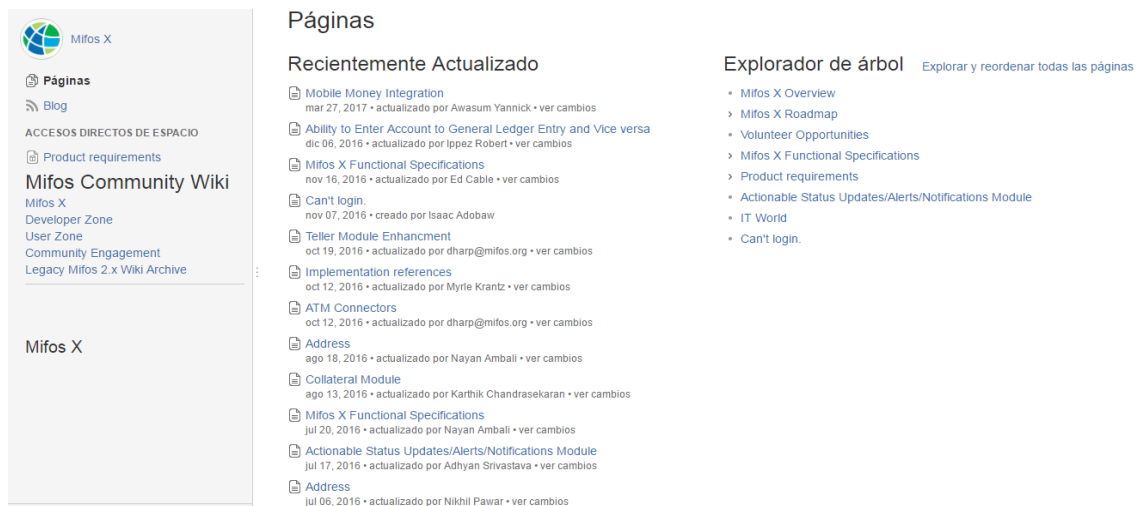 Mifos X
Páginas
Blog
ACCESOS DIRECTOS DE ESPACIO
Product requirements
Mifos Community Wiki
Mifos X
Developer Zone
User Zone
Community Engagement
Legacy Mifos 2.x Wiki Archive
Mifos X
Páginas
Recientemente Actualizado
Mobile Money Integration
mar 27, 2017 • actualizado por Awasum Yannick • ver cambios
Ability to Enter Account to General Ledger Entry and Vice versa
dic 06, 2016 • actualizado por Ippez Robert • ver cambios
Mifos X Functional Specifications
nov 16, 2016 • actualizado por Ed Cable • ver cambios
Can't login.
nov 07, 2016 • creado por Isaac Adobaw
Teller Module Enhancment
oct 19, 2016 • actualizado por dharp@mifos.org • ver cambios
Implementation references
oct 12, 2016 • actualizado por Myrle Krantz • ver cambios
ATM Connectors
oct 12, 2016 • actualizado por dharp@mifos.org • ver cambios
Address
ago 18, 2016 • actualizado por Nayan Ambali • ver cambios
Collateral Module
ago 13, 2016 • actualizado por Karthik Chandrasekaran • ver cambios
Mifos X Functional Specifications
jul 20, 2016 • actualizado por Nayan Ambali • ver cambios
Actionable Status Updates/Alerts/Notifications Module
jul 17, 2016 • actualizado por Adhyan Srivastava • ver cambios
Address
jul 06, 2016 • actualizado por Nikhil Pawar • ver cambios
Explorador de árbol Explorar y reordenar todas las páginas
Mifos X Overview
Mifos X Roadmap
Volunteer Opportunities
Mifos X Functional Specifications
Product requirements
Actionable Status Updates/Alerts/Notifications Module
IT World
Can't login.